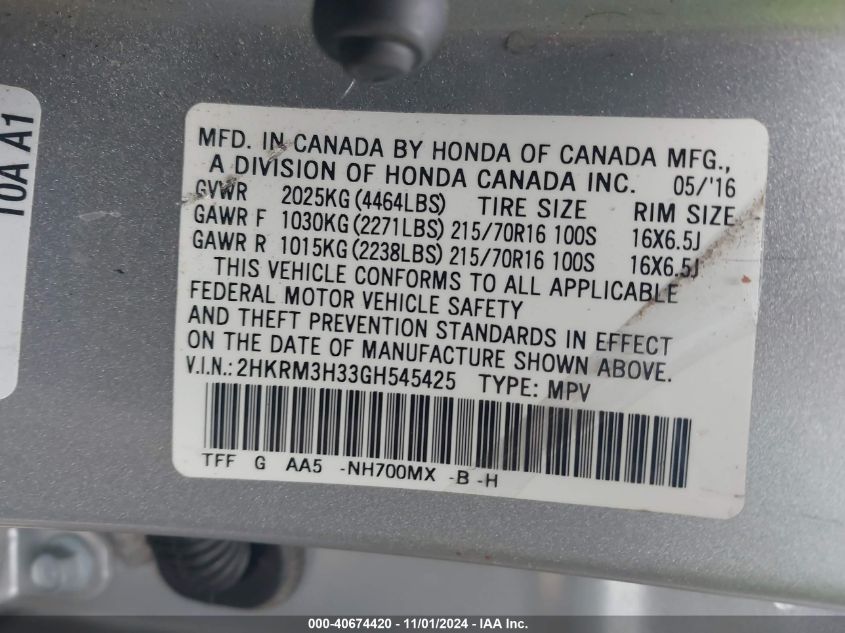 10A A1
MFD. IN CANADA BY HONDA OF CANADA MFG.,
A DIVISION OF HONDA CANADA INC. 05/'16
GVWR 2025KG (4464LBS) TIRE SIZE RIM SIZE
GAWR F 1030KG (2271LBS) 215/70R16 100S 16X6.5J
GAWR R 1015KG (2238LBS) 215/70R16 100S 16X6.5J
THIS VEHICLE CONFORMS TO ALL APPLICABLE
FEDERAL MOTOR VEHICLE SAFETY
AND THEFT PREVENTION STANDARDS IN EFFECT
ON THE DATE OF MANUFACTURE SHOWN ABOVE.
V.I.N.: 2HKRM3H33GH545425 TYPE: MPV
TFF G AA5 -NH700MX -B -H
000-40674420 - 11/01/2024 - IAA Inc.